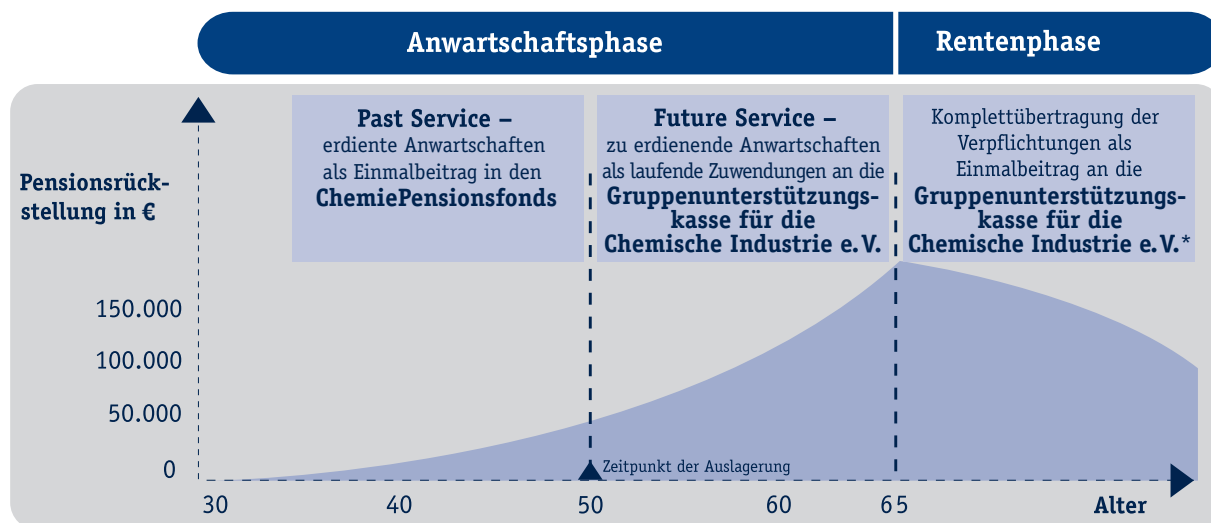 Anwartschaftsphase
Rentenphase
Past Service –
erdiente Anwartschaften
als Einmalbeitrag in den
ChemiePensionsfonds
Future Service –
zu erdienende Anwartschaften
als laufende Zuwendungen an die
Gruppenunterstützungs-
kasse für die
Chemische Industrie e.V.
Komplettübertragung der
Verpflichtungen als
Einmalbeitrag an die
Gruppenunterstützungs-
kasse für die
Chemische Industrie e.V.*
Pensionsrück-
stellung in €
150.000
100.000
50.000
0
Zeitpunkt der Auslagerung
30
40
50
60
65
Alter